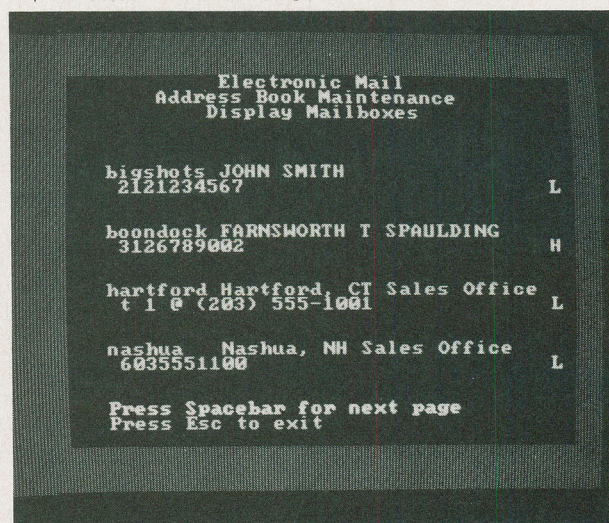 Electronic Mail
Address Book Maintenance
Display Mailboxes
bigshots JOHN SMITH
2121234567 L
boondock FARNSWORTH T SPAULDING
3126789002 H
hartford Hartford, CT Sales Office
t 1 @ (203) 555-1001 L
nashua Nashua, NH Sales Office
6035551100 L
Press Spacebar for next page
Press Esc to exit